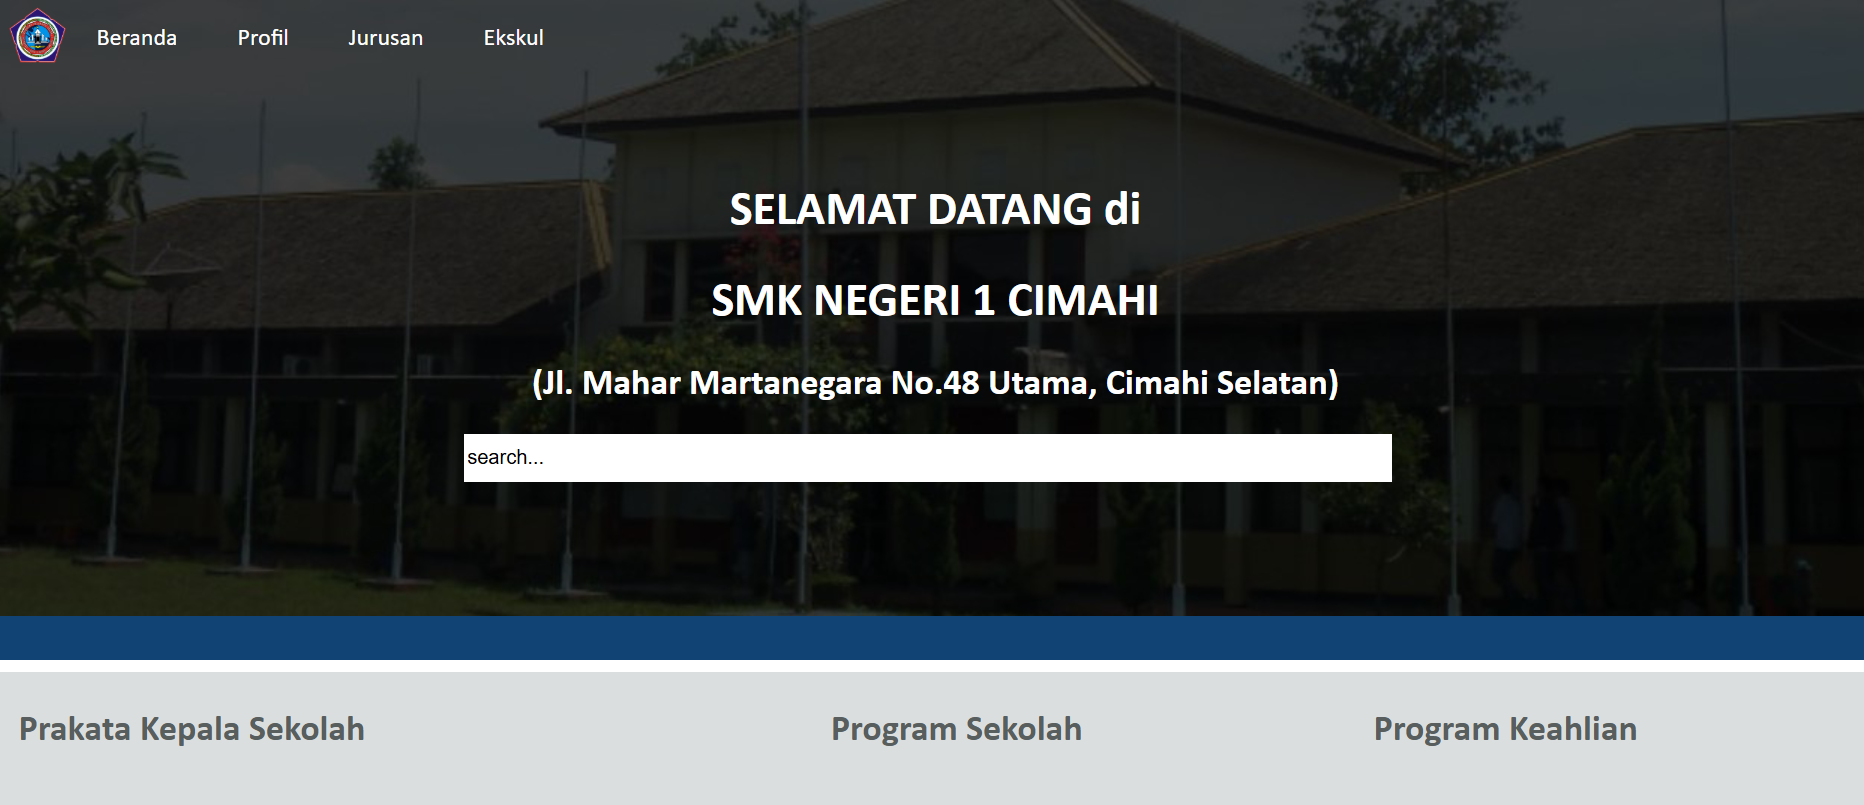 Beranda Profil Jurusan Ekskul
SELAMAT DATANG di
SMK NEGERI 1 CIMAHI
(Jl. Mahar Martanegara No.48 Utama, Cimahi Selatan)
search...
Prakata Kepala Sekolah Program Sekolah Program Keahlian